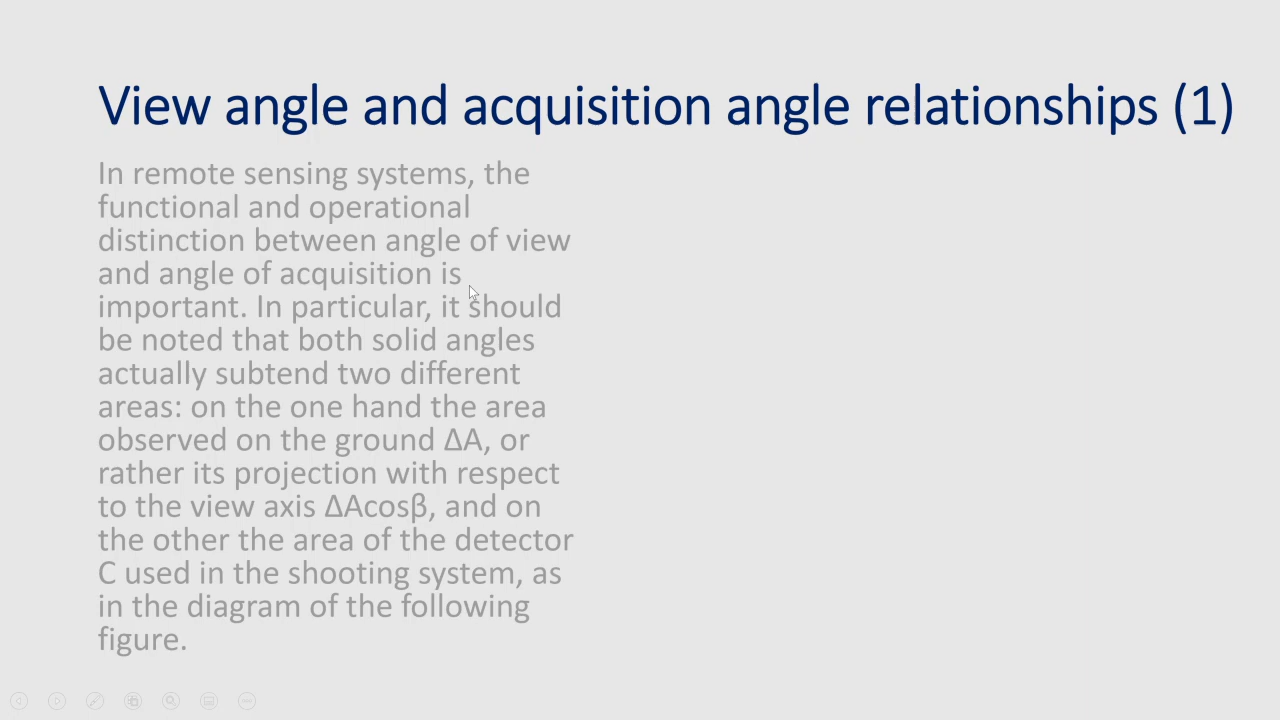 View angle and acquisition angle relationships (1)
In remote sensing systems, the
functional and operational
distinction between angle of view
and angle of acquisition is
important. In particular, it should
be noted that both solid angles
actually subtend two different
areas: on the one hand the area
observed on the ground ΔA, or
rather its projection with respect
to the view axis ΔAcosβ, and on
the other the area of the detector
C used in the shooting system, as
in the diagram of the following
figure.